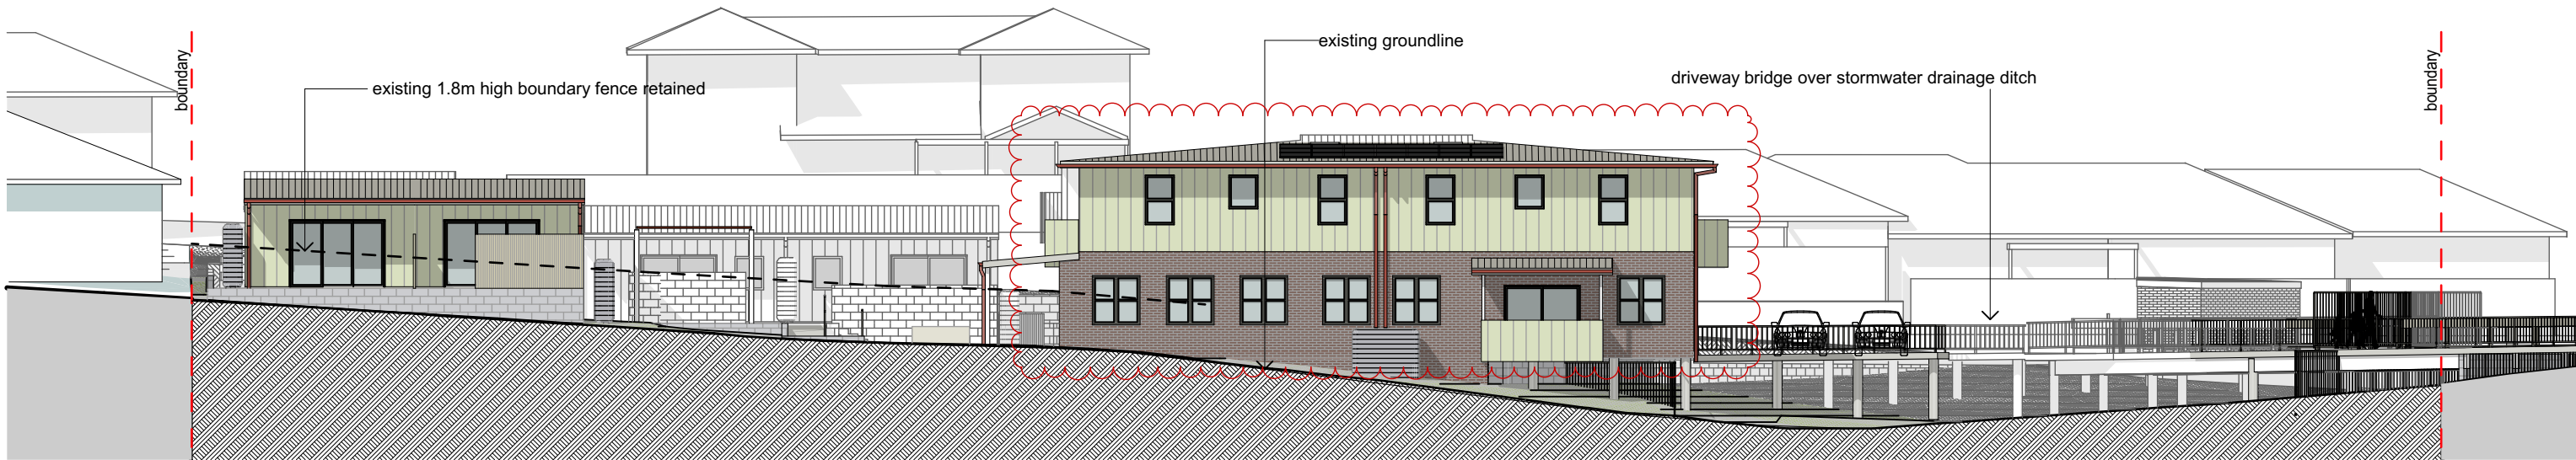 boundary
existing 1.8m high boundary fence retained
existing groundline
driveway bridge over stormwater drainage ditch
boundary